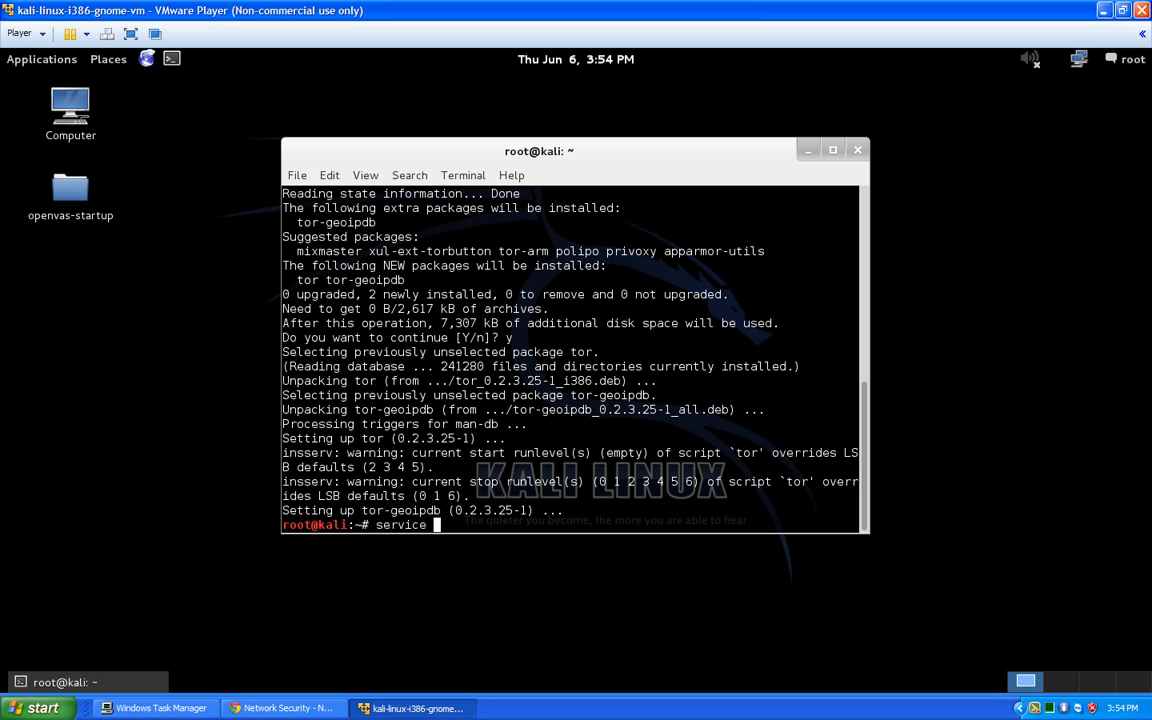 kali-linux-i386-gnome-vm - VMware Player (Non-commercial use only)
Player
Applications Places Thu Jun 6, 3:54 PM root
Computer
openvas-startup
root@kali: ~
File Edit View Search Terminal Help
Reading state information... Done
The following extra packages will be installed:
tor-geoipdb
Suggested packages:
mixmaster xul-ext-torbutton tor-arm polipo privoxy apparmor-utils
The following NEW packages will be installed:
tor tor-geoipdb
0 upgraded, 2 newly installed, 0 to remove and 0 not upgraded.
Need to get 0 B/2,617 kB of archives.
After this operation, 7,307 kB of additional disk space will be used.
Do you want to continue [Y/n]? y
Selecting previously unselected package tor.
(Reading database ... 241280 files and directories currently installed.)
Unpacking tor (from .../tor_0.2.3.25-1_i386.deb) ...
Selecting previously unselected package tor-geoipdb.
Unpacking tor-geoipdb (from .../tor-geoipdb_0.2.3.25-1_all.deb) ...
Processing triggers for man-db ...
Setting up tor (0.2.3.25-1) ...
insserv: warning: current start runlevel(s) (empty) of script `tor' overrides LS
B defaults (2 3 4 5).
insserv: warning: current stop runlevel(s) (0 1 2 3 4 5 6) of script `tor' overr
ides LSB defaults (0 1 6).
Setting up tor-geoipdb (0.2.3.25-1) ...
root@kali:~# service
KALI LINUX
The quieter you become, the more you are able to hear
root@kali: ~
start Windows Task Manager Network Security - N... kali-linux-i386-gnome... 3:54 PM